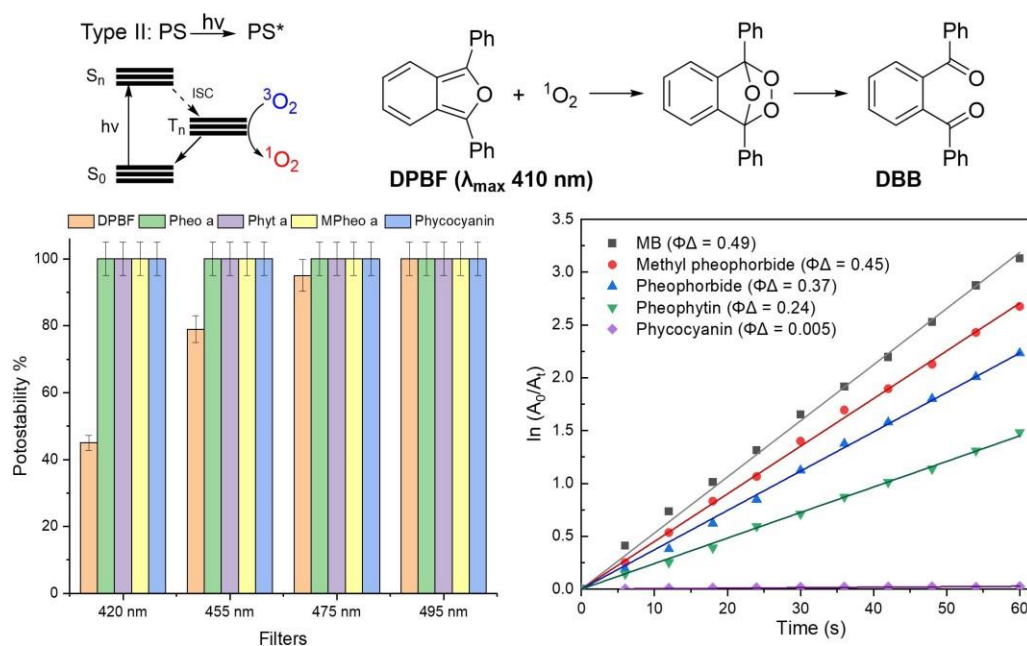 Type II: PS hv PS*
Sn
ISC
³O₂
hv
Tn
¹O₂
S₀
Ph
O
Ph
+ ¹O₂
Ph
O
O
O
Ph
Ph
O
O
Ph
DPBF (λmax 410 nm)
DBB
DPBF Pheo a Phyt a MPheo a Phycocyanin
Potostability %
100
80
60
40
20
0
420 nm 455 nm 475 nm 495 nm
Filters
ln (A₀/At)
3.5
3.0
2.5
2.0
1.5
1.0
0.5
0.0
MB (ΦΔ = 0.49)
Methyl pheophorbide (ΦΔ = 0.45)
Pheophorbide (ΦΔ = 0.37)
Pheophytin (ΦΔ = 0.24)
Phycocyanin (ΦΔ = 0.005)
0 10 20 30 40 50 60
Time (s)